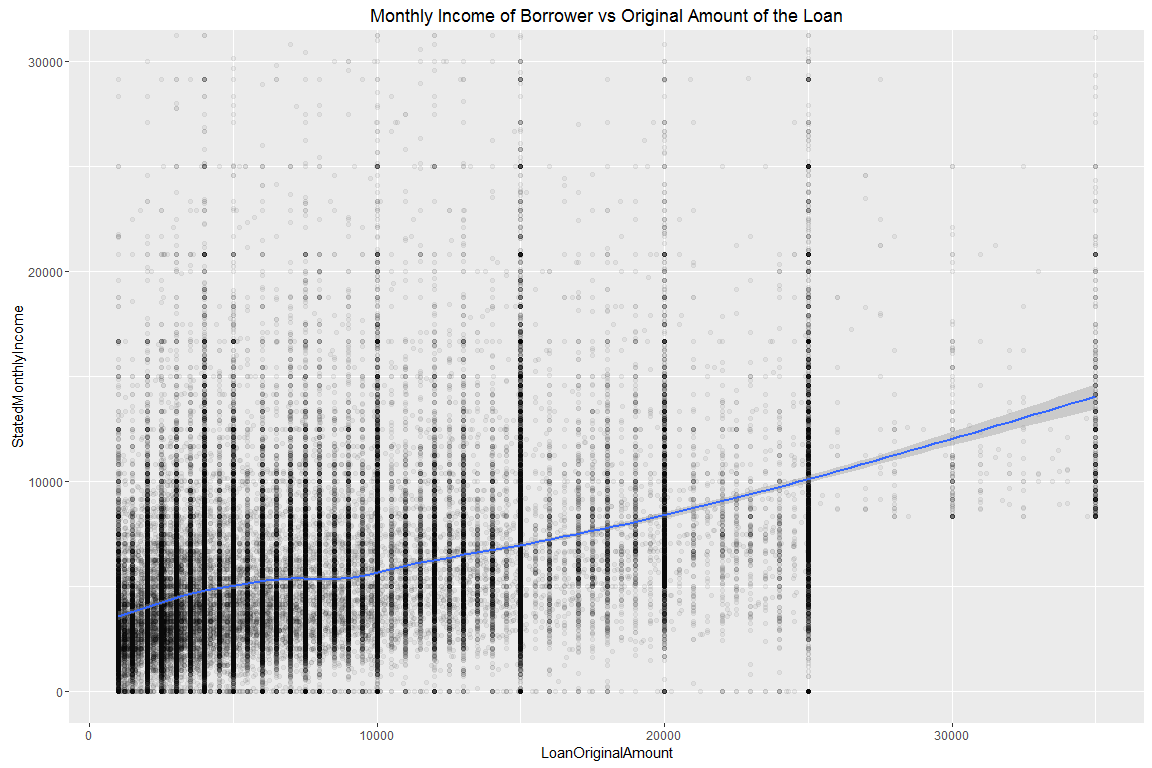 Monthly Income of Borrower vs Original Amount of the Loan
30000
20000
10000
0
StatedMonthlyIncome
0
10000
20000
30000
LoanOriginalAmount